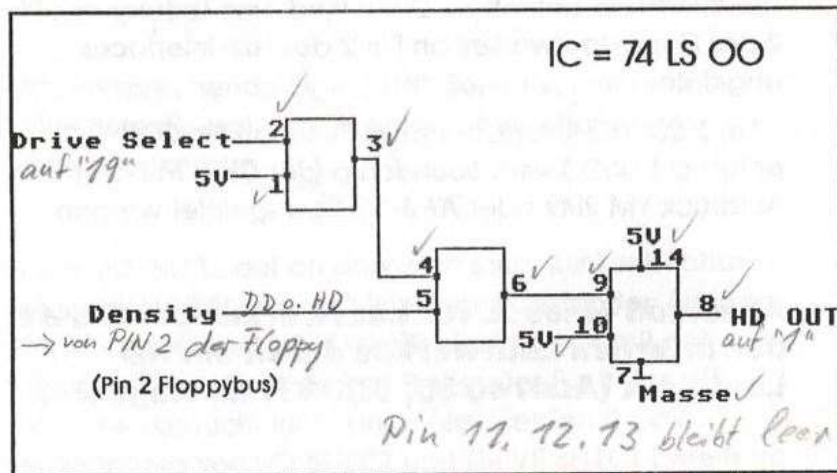 IC = 74 LS 00
Drive Select 2 3
auf "19"
5V 1
4 6
5
5V 14
9
10 5V
8 HD OUT
auf "1"
7
Masse
Density DD o. HD
→ von PIN 2 der Floppy
(Pin 2 Floppybus)
Pin 11, 12, 13 bleibt leer